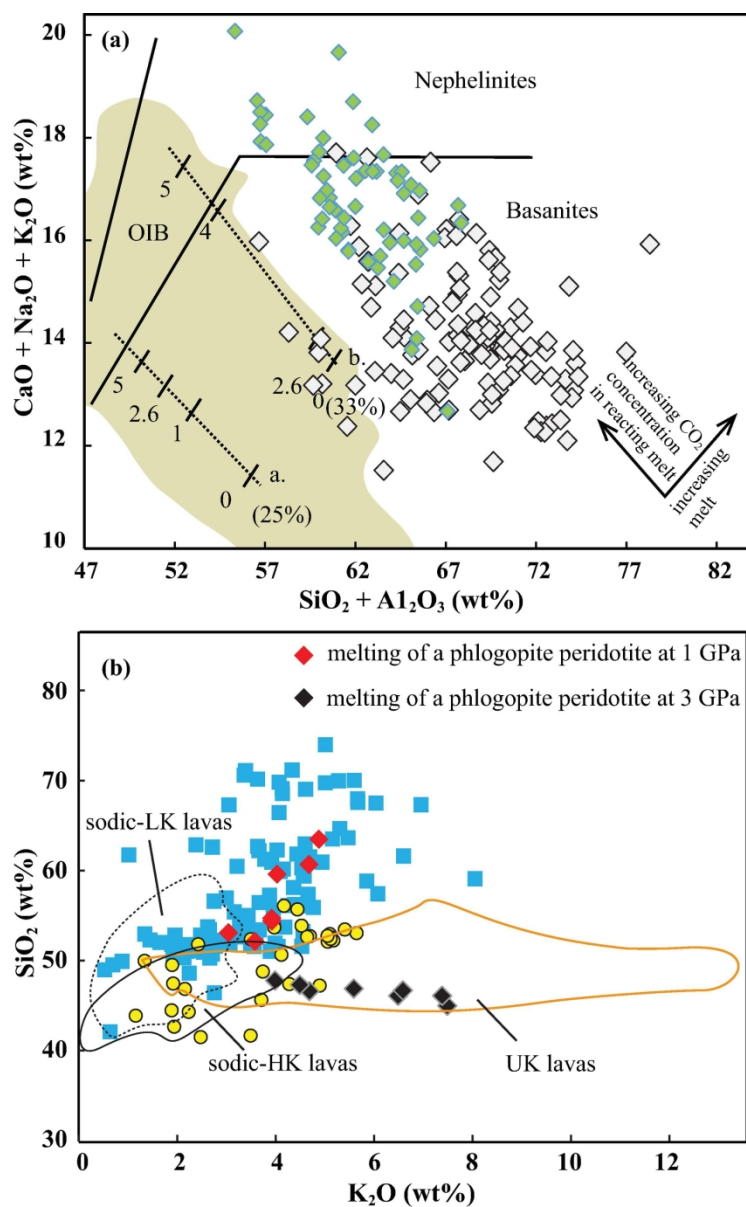 20
18
16
14
12
10
CaO + Na₂O + K₂O (wt%)
(a)
Nephelinites
Basanites
OIB
5
4
b.
2.6
0
(33%)
5
2.6
1
0
a.
(25%)
Increasing CO₂
concentration
in reacting melt
increasing
melt
47
52
57
62
67
72
77
82
SiO₂ + A1₂O₃ (wt%)
(b)
melting of a phlogopite peridotite at 1 GPa
melting of a phlogopite peridotite at 3 GPa
80
70
60
50
40
30
SiO₂ (wt%)
sodic-LK lavas
sodic-HK lavas
UK lavas
0
2
4
6
8
10
12
K₂O (wt%)